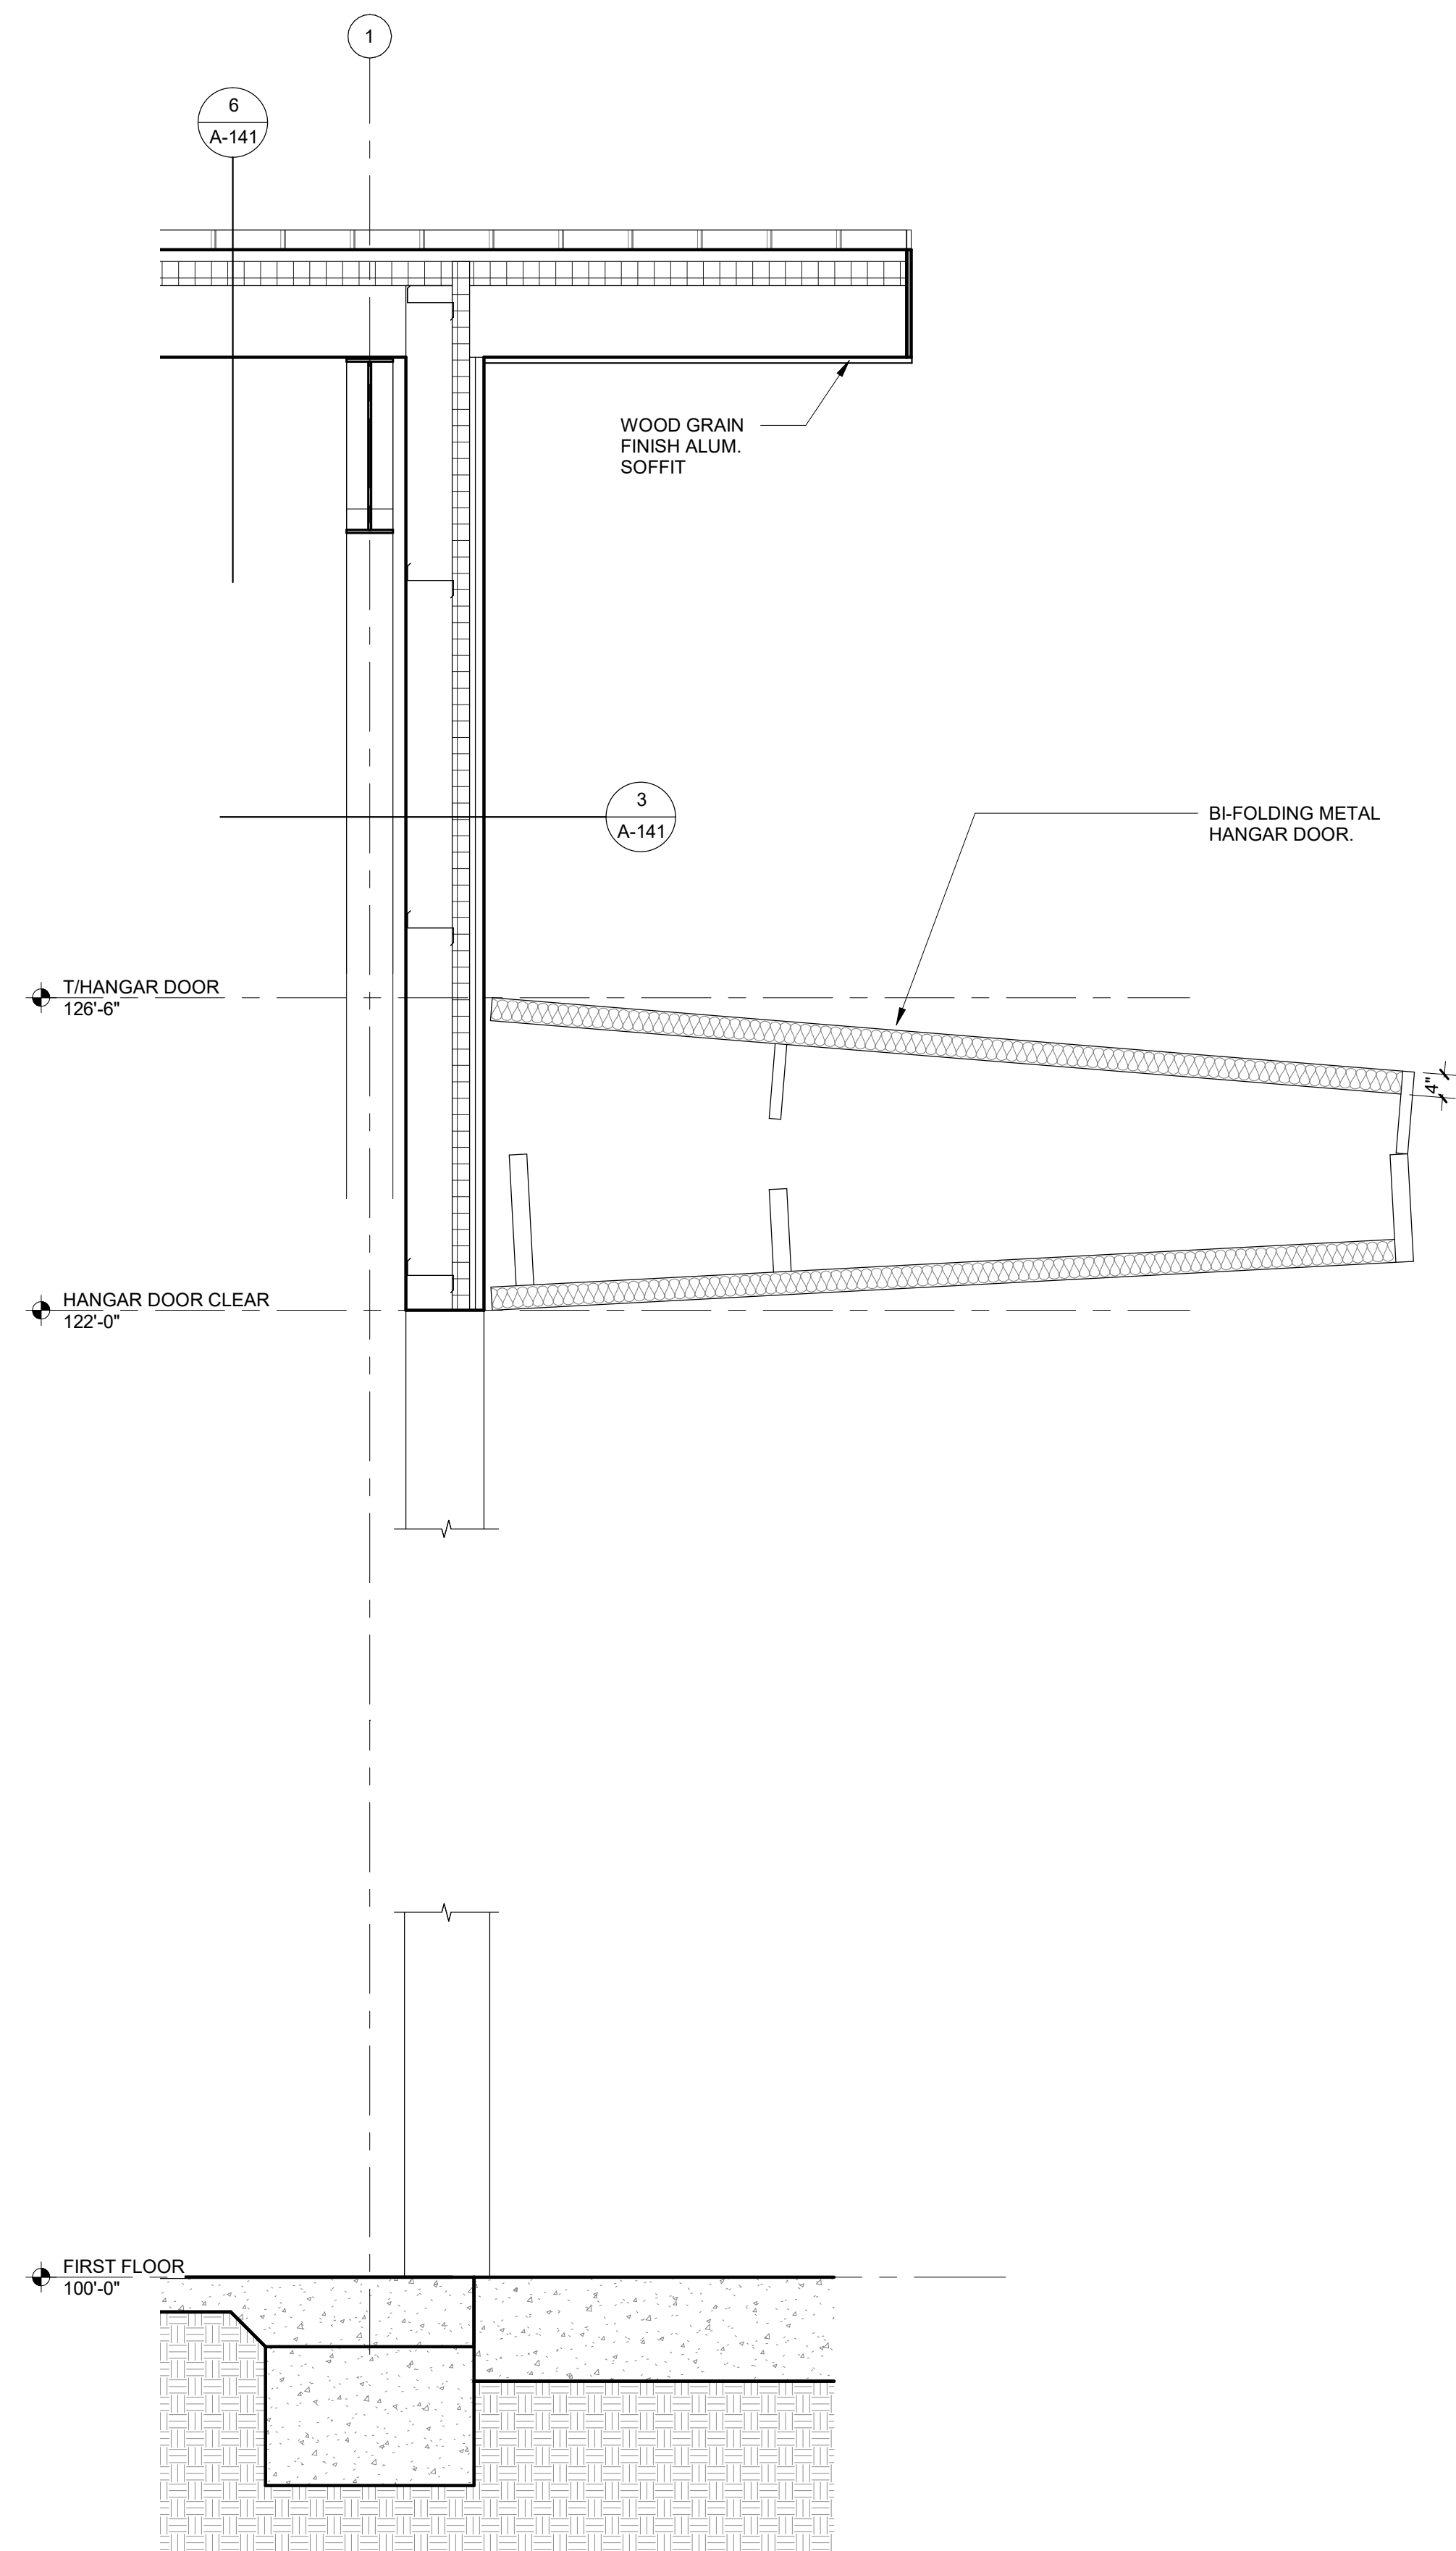 1
6
A-141
WOOD GRAIN
FINISH ALUM.
SOFFIT
3
A-141
BI-FOLDING METAL
HANGAR DOOR.
T/HANGAR DOOR
126'-6"
4"
HANGAR DOOR CLEAR
122'-0"
FIRST FLOOR
100'-0"